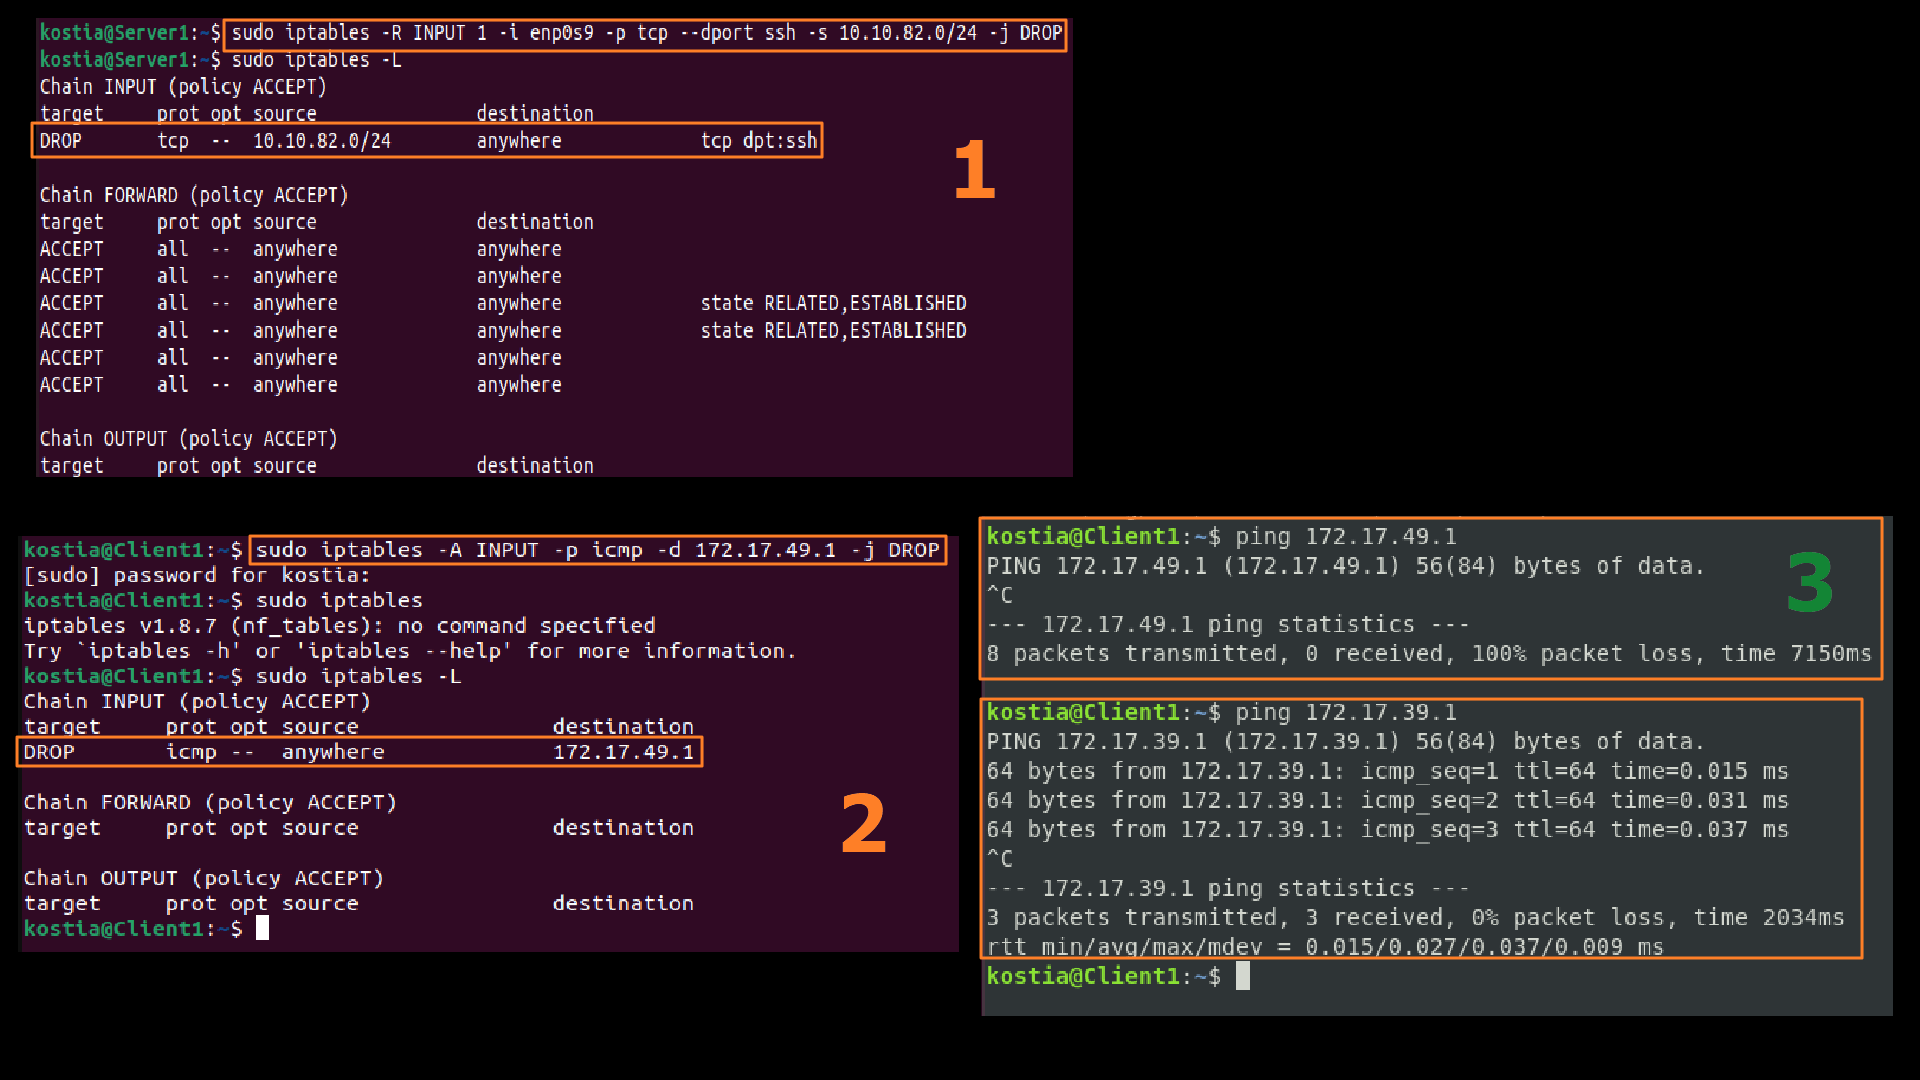 kostia@Server1:~$ sudo iptables -R INPUT 1 -i enp0s9 -p tcp --dport ssh -s 10.10.82.0/24 -j DROP
kostia@Server1:~$ sudo iptables -L
Chain INPUT (policy ACCEPT)
target     prot opt source               destination
DROP       tcp  --  10.10.82.0/24        anywhere             tcp dpt:ssh
Chain FORWARD (policy ACCEPT)
target     prot opt source               destination
ACCEPT     all  --  anywhere             anywhere
ACCEPT     all  --  anywhere             anywhere
ACCEPT     all  --  anywhere             anywhere             state RELATED,ESTABLISHED
ACCEPT     all  --  anywhere             anywhere             state RELATED,ESTABLISHED
ACCEPT     all  --  anywhere             anywhere
ACCEPT     all  --  anywhere             anywhere
Chain OUTPUT (policy ACCEPT)
target     prot opt source               destination
1
kostia@Client1:~$ sudo iptables -A INPUT -p icmp -d 172.17.49.1 -j DROP
[sudo] password for kostia:
kostia@Client1:~$ sudo iptables
iptables v1.8.7 (nf_tables): no command specified
Try `iptables -h' or 'iptables --help' for more information.
kostia@Client1:~$ sudo iptables -L
Chain INPUT (policy ACCEPT)
target     prot opt source               destination
DROP       icmp --  anywhere             172.17.49.1
Chain FORWARD (policy ACCEPT)
target     prot opt source               destination
Chain OUTPUT (policy ACCEPT)
target     prot opt source               destination
kostia@Client1:~$
2
kostia@Client1:~$ ping 172.17.49.1
PING 172.17.49.1 (172.17.49.1) 56(84) bytes of data.
^C
--- 172.17.49.1 ping statistics ---
8 packets transmitted, 0 received, 100% packet loss, time 7150ms
3
kostia@Client1:~$ ping 172.17.39.1
PING 172.17.39.1 (172.17.39.1) 56(84) bytes of data.
64 bytes from 172.17.39.1: icmp_seq=1 ttl=64 time=0.015 ms
64 bytes from 172.17.39.1: icmp_seq=2 ttl=64 time=0.031 ms
64 bytes from 172.17.39.1: icmp_seq=3 ttl=64 time=0.037 ms
^C
--- 172.17.39.1 ping statistics ---
3 packets transmitted, 3 received, 0% packet loss, time 2034ms
rtt min/avg/max/mdev = 0.015/0.027/0.037/0.009 ms
kostia@Client1:~$